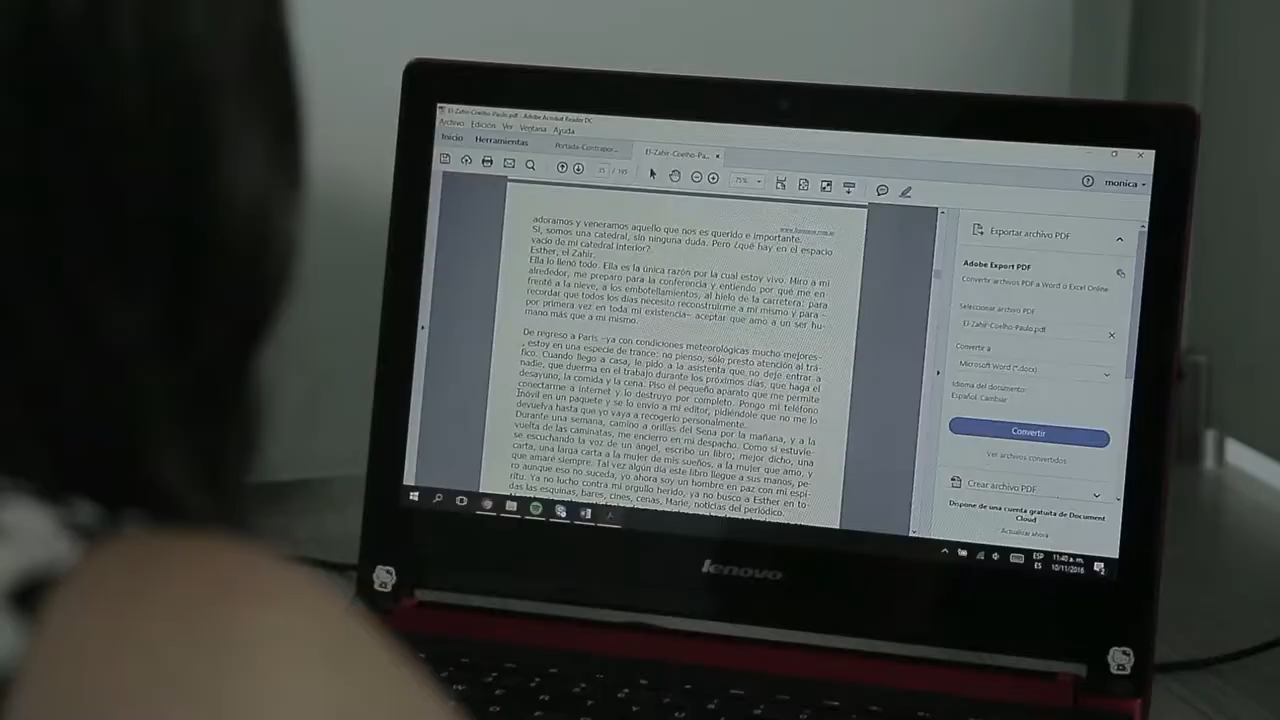 El-Zahir-Coelho-Paulo.pdf - Adobe Acrobat Reader DC
Archivo Edición Ver Ventana Ayuda
Inicio Herramientas Portada-Contrapor... El-Zahir-Coelho-Pa... ×
35 / 195 75% monica
www.
adoramos y veneramos aquello que nos es querido e importante.
Sí, somos una catedral, sin ninguna duda. Pero ¿qué hay en el espacio
vacío de mi catedral interior?
Esther, el Zahir.
Ella lo llenó todo. Ella es la única razón por la cual estoy vivo. Miro a mi
alrededor, me preparo para la conferencia y entiendo por qué me en-
frenté a la nieve, a los embotellamientos, al hielo de la carretera: para
recordar que todos los días necesito reconstruirme a mí mismo y para –
por primera vez en toda mi existencia– aceptar que amo a un ser hu-
mano más que a mí mismo.
De regreso a París –ya con condiciones meteorológicas mucho mejores–
, estoy en una especie de trance: no pienso, sólo presto atención al trá-
fico. Cuando llego a casa, le pido a la asistenta que no deje entrar a
nadie, que duerma en el trabajo durante los próximos días, que haga el
desayuno, la comida y la cena. Piso el pequeño aparato que me permite
conectarme a Internet y lo destruyo por completo. Pongo mi teléfono
móvil en un paquete y se lo envío a mi editor, pidiéndole que no me lo
devuelva hasta que yo vaya a recogerlo personalmente.
Durante una semana, camino a orillas del Sena por la mañana, y a la
vuelta de las caminatas, me encierro en mi despacho. Como si estuvie-
se escuchando la voz de un ángel, escribo un libro; mejor dicho, una
carta, una larga carta a la mujer de mis sueños, a la mujer que amo, y
que amaré siempre. Tal vez algún día este libro llegue a sus manos, pe-
ro aunque eso no suceda, yo ahora soy un hombre en paz con mi espí-
ritu. Ya no lucho contra mi orgullo herido, ya no busco a Esther en to-
das las esquinas, bares, cines, cenas, Marie, noticias del periódico.
Exportar archivo PDF
Adobe Export PDF
Convertir archivos PDF a Word o Excel Online
Seleccionar archivo PDF
El-Zahir-Coelho-Paulo.pdf
Convertir a
Microsoft Word (*.docx)
Idioma del documento:
Español Cambiar
Convertir
Ver archivos convertidos
Crear archivo PDF
Dispone de una cuenta gratuita de Document
Cloud
Actualizar ahora
ESP 11:40 a. m.
ES 10/11/2016
lenovo